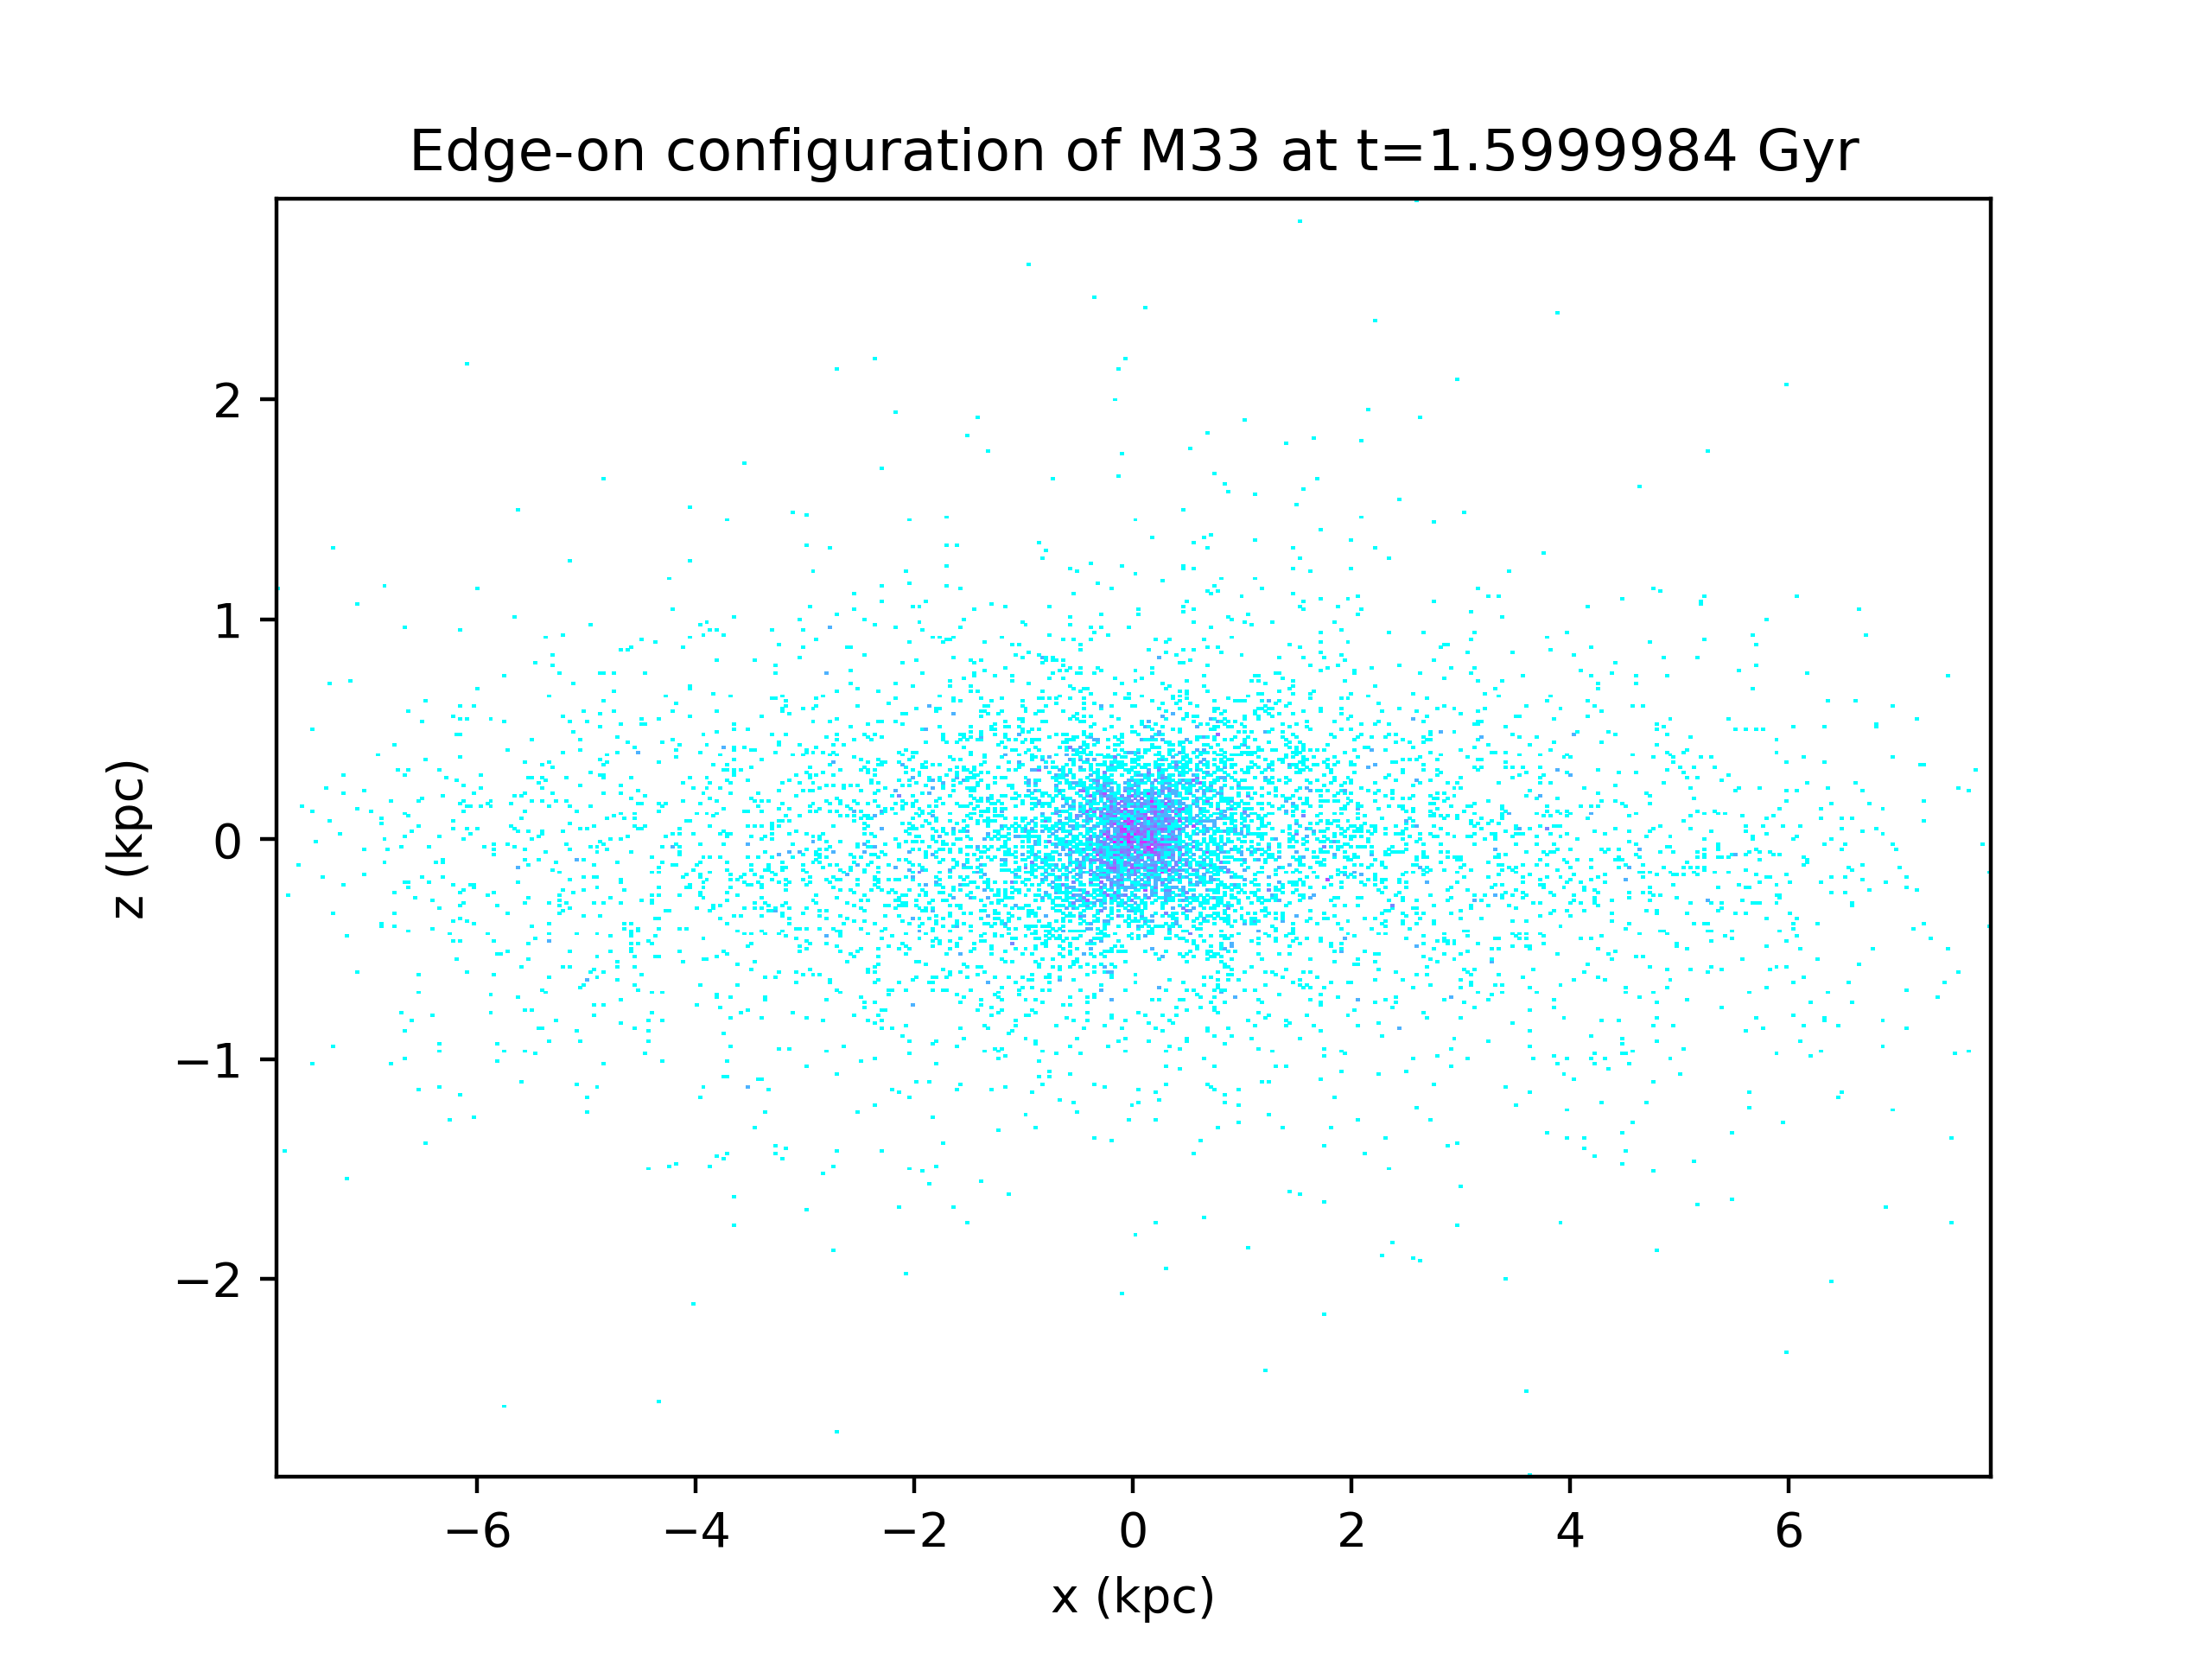 Edge-on configuration of M33 at t=1.5999984 Gyr
2
1
0
−1
−2
z (kpc)
−6 −4 −2 0 2 4 6
x (kpc)